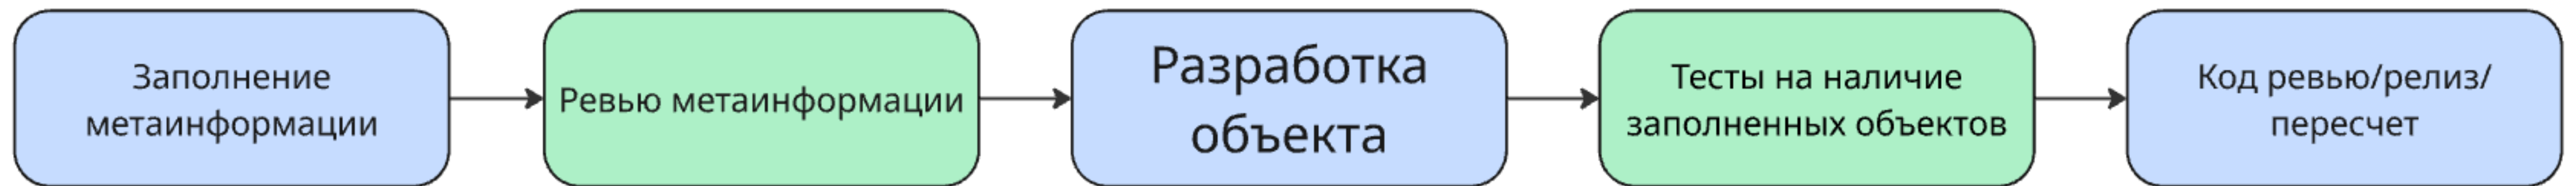 Заполнение
метаинформации
Ревью метаинформации
Разработка
объекта
Тесты на наличие
заполненных объектов
Код ревью/релиз/
пересчет